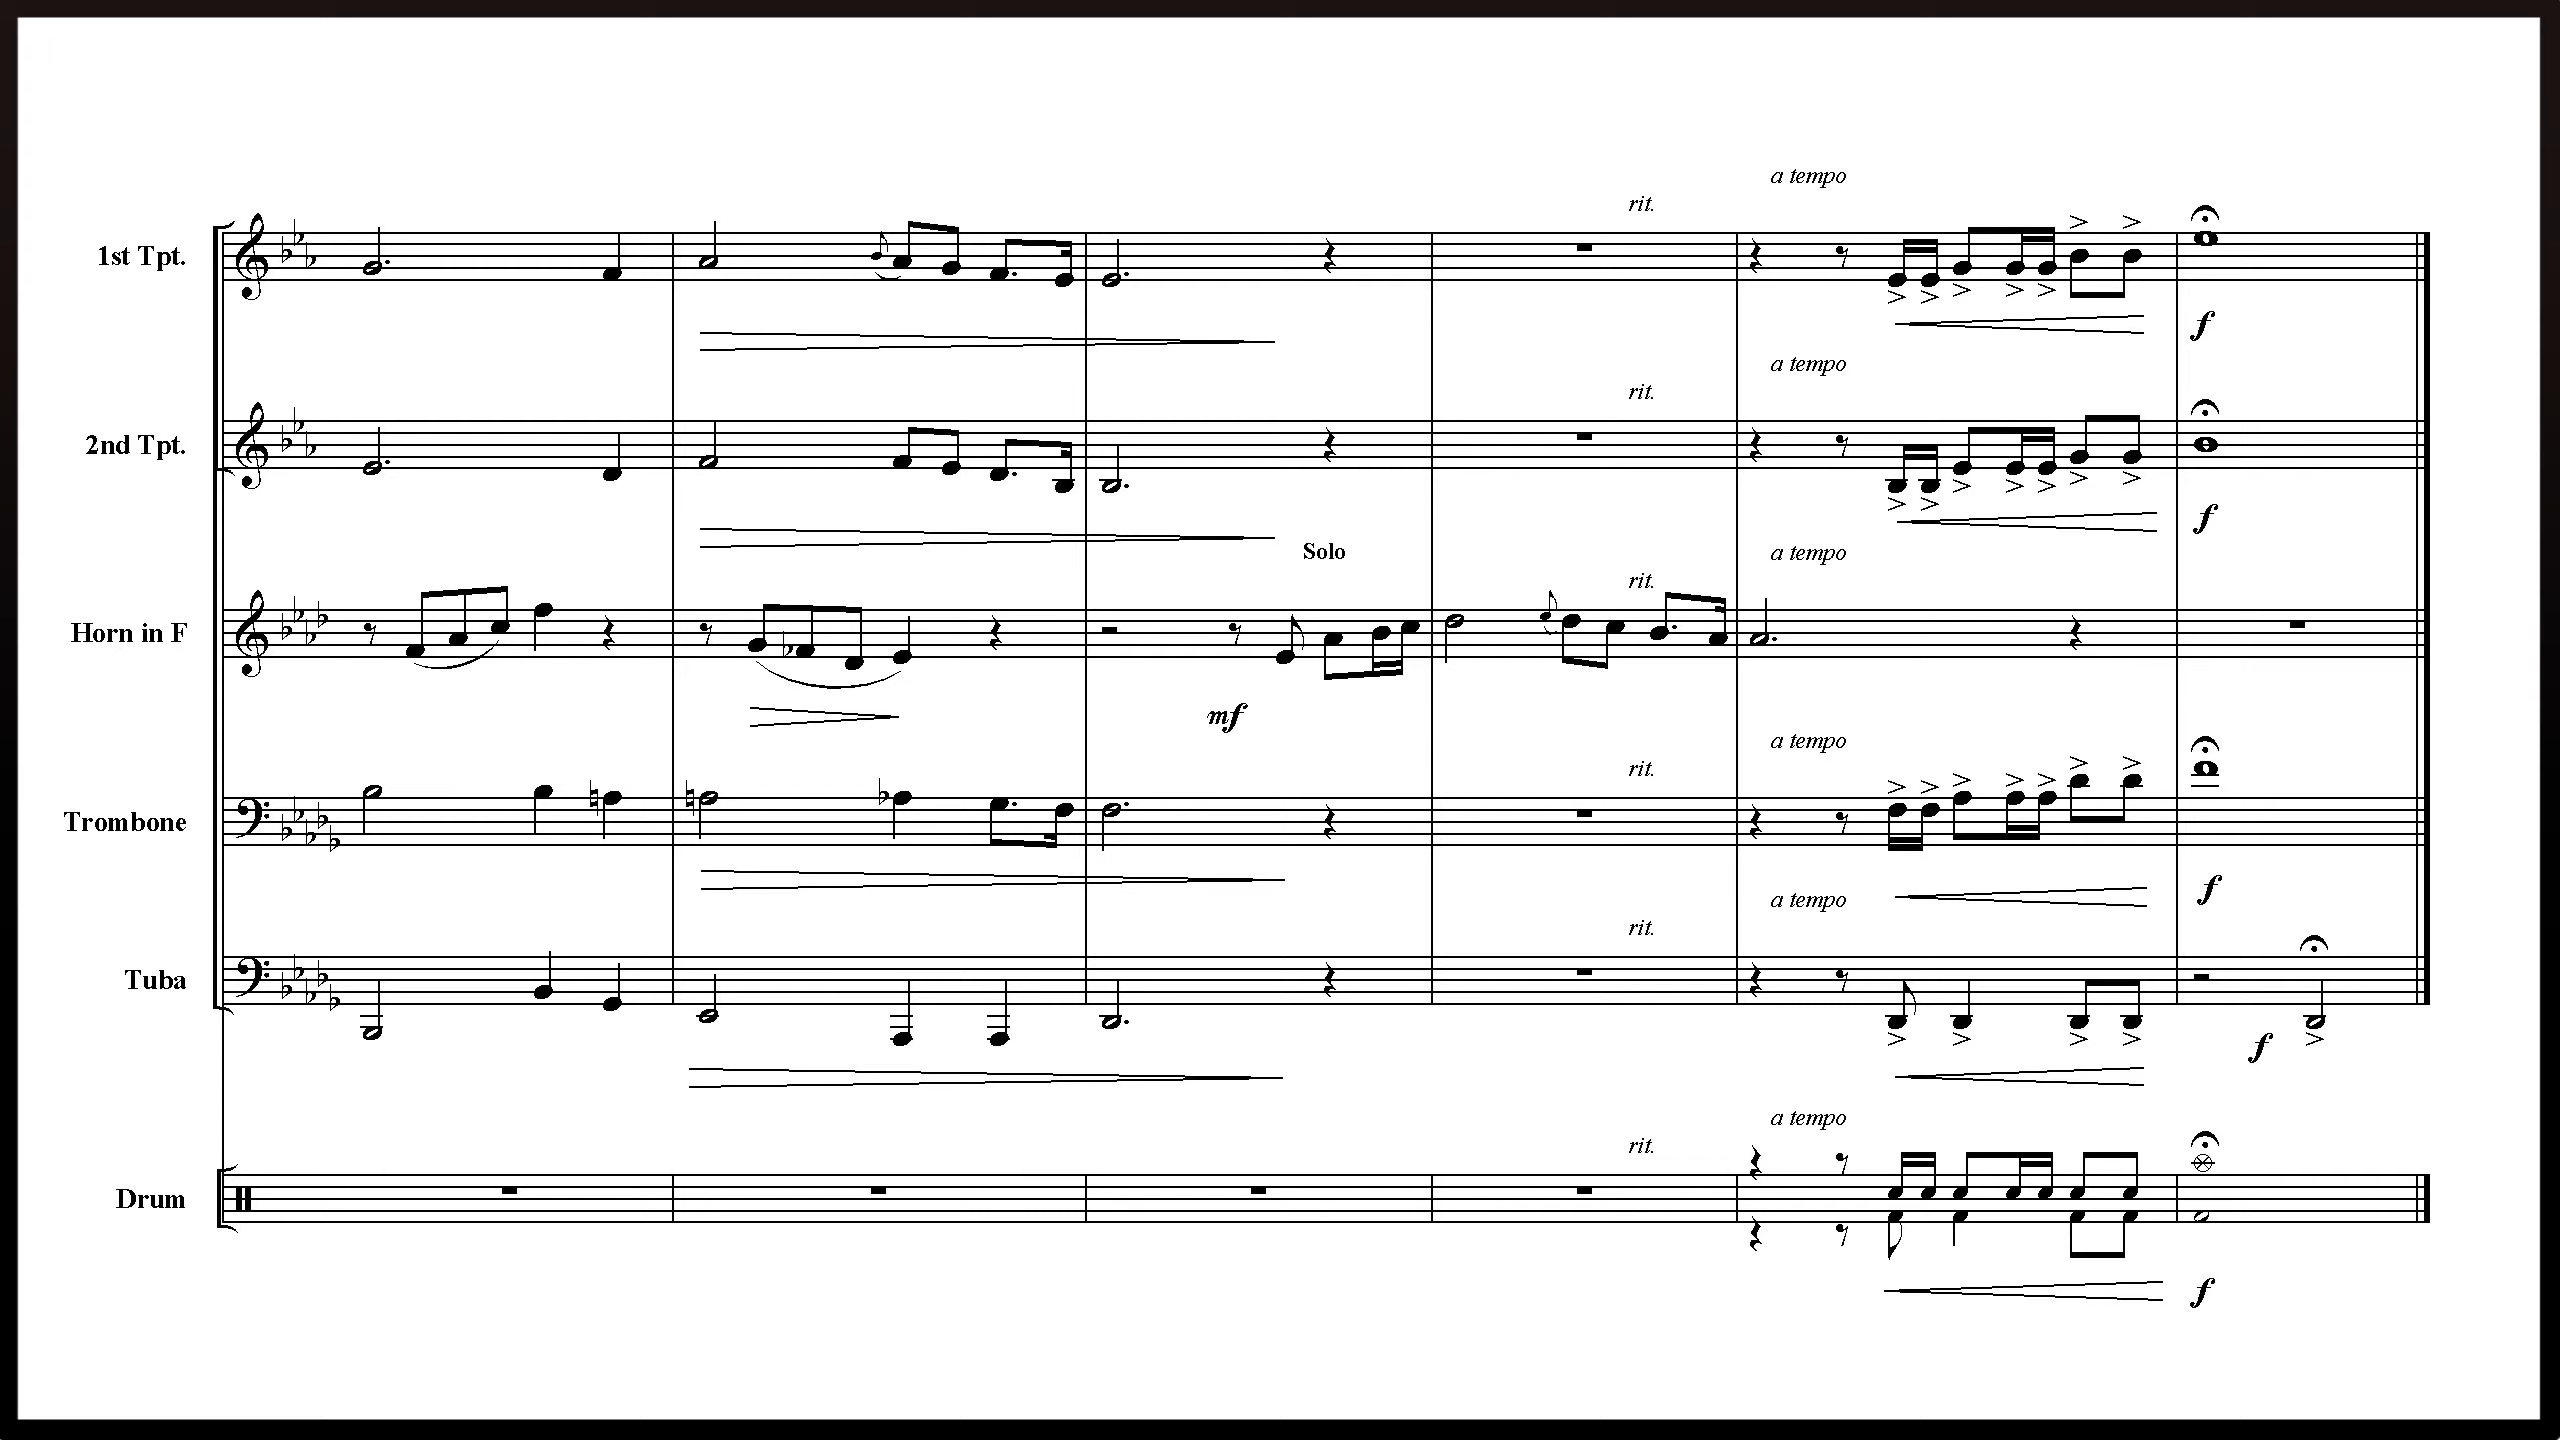 a tempo
rit.
1st Tpt.
f
a tempo
rit.
2nd Tpt.
f
Solo
a tempo
rit.
Horn in F
mf
a tempo
rit.
Trombone
f
a tempo
rit.
Tuba
f
a tempo
rit.
Drum
f